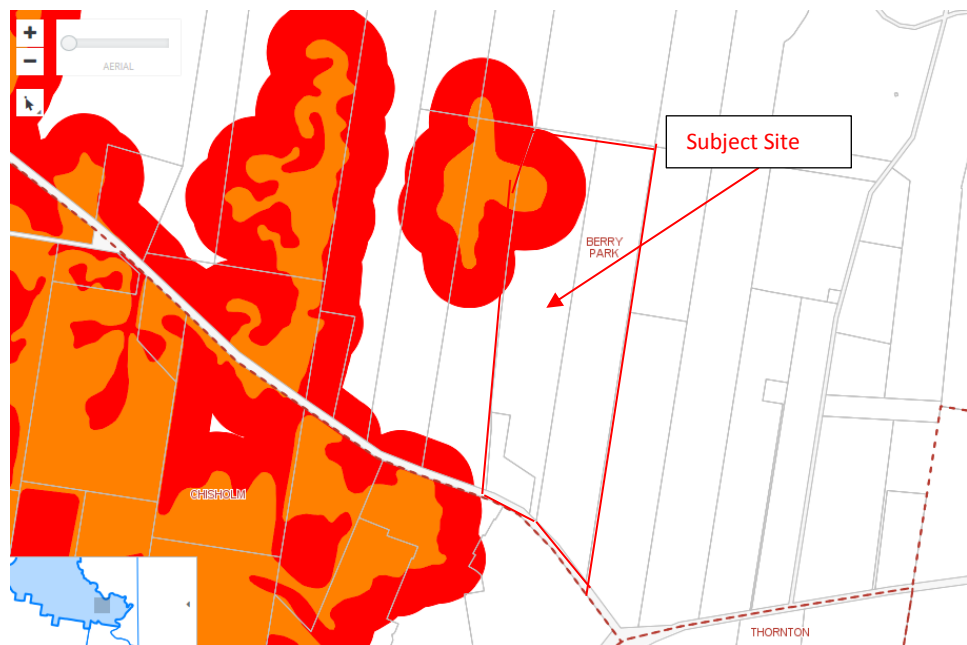 +
−
AERIAL
Subject Site
BERRY
PARK
CHISHOLM
THORNTON